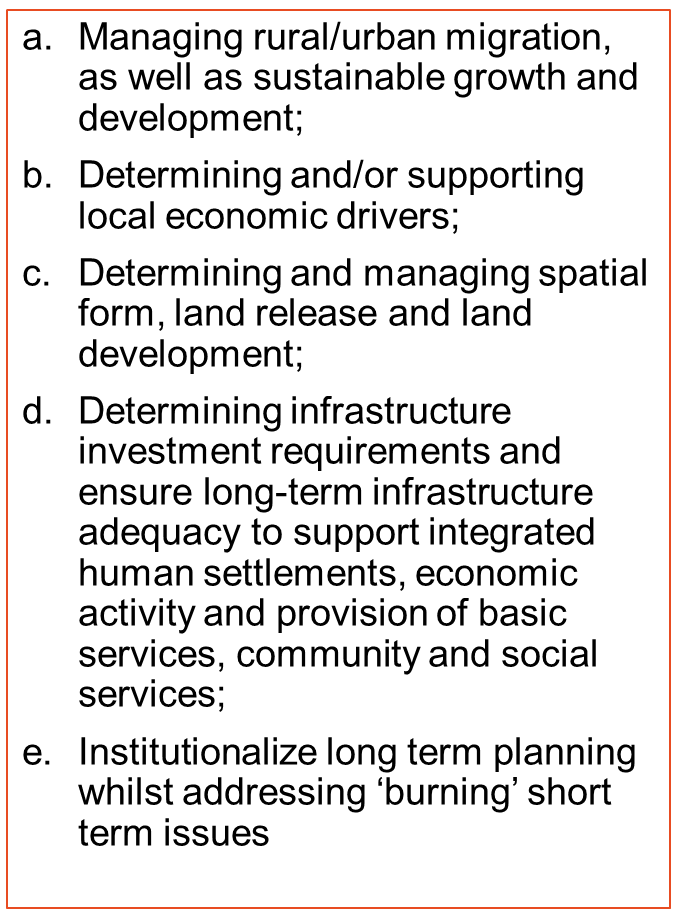 a. Managing rural/urban migration,
as well as sustainable growth and
development;
b. Determining and/or supporting
local economic drivers;
c. Determining and managing spatial
form, land release and land
development;
d. Determining infrastructure
investment requirements and
ensure long-term infrastructure
adequacy to support integrated
human settlements, economic
activity and provision of basic
services, community and social
services;
e. Institutionalize long term planning
whilst addressing ‘burning’ short
term issues